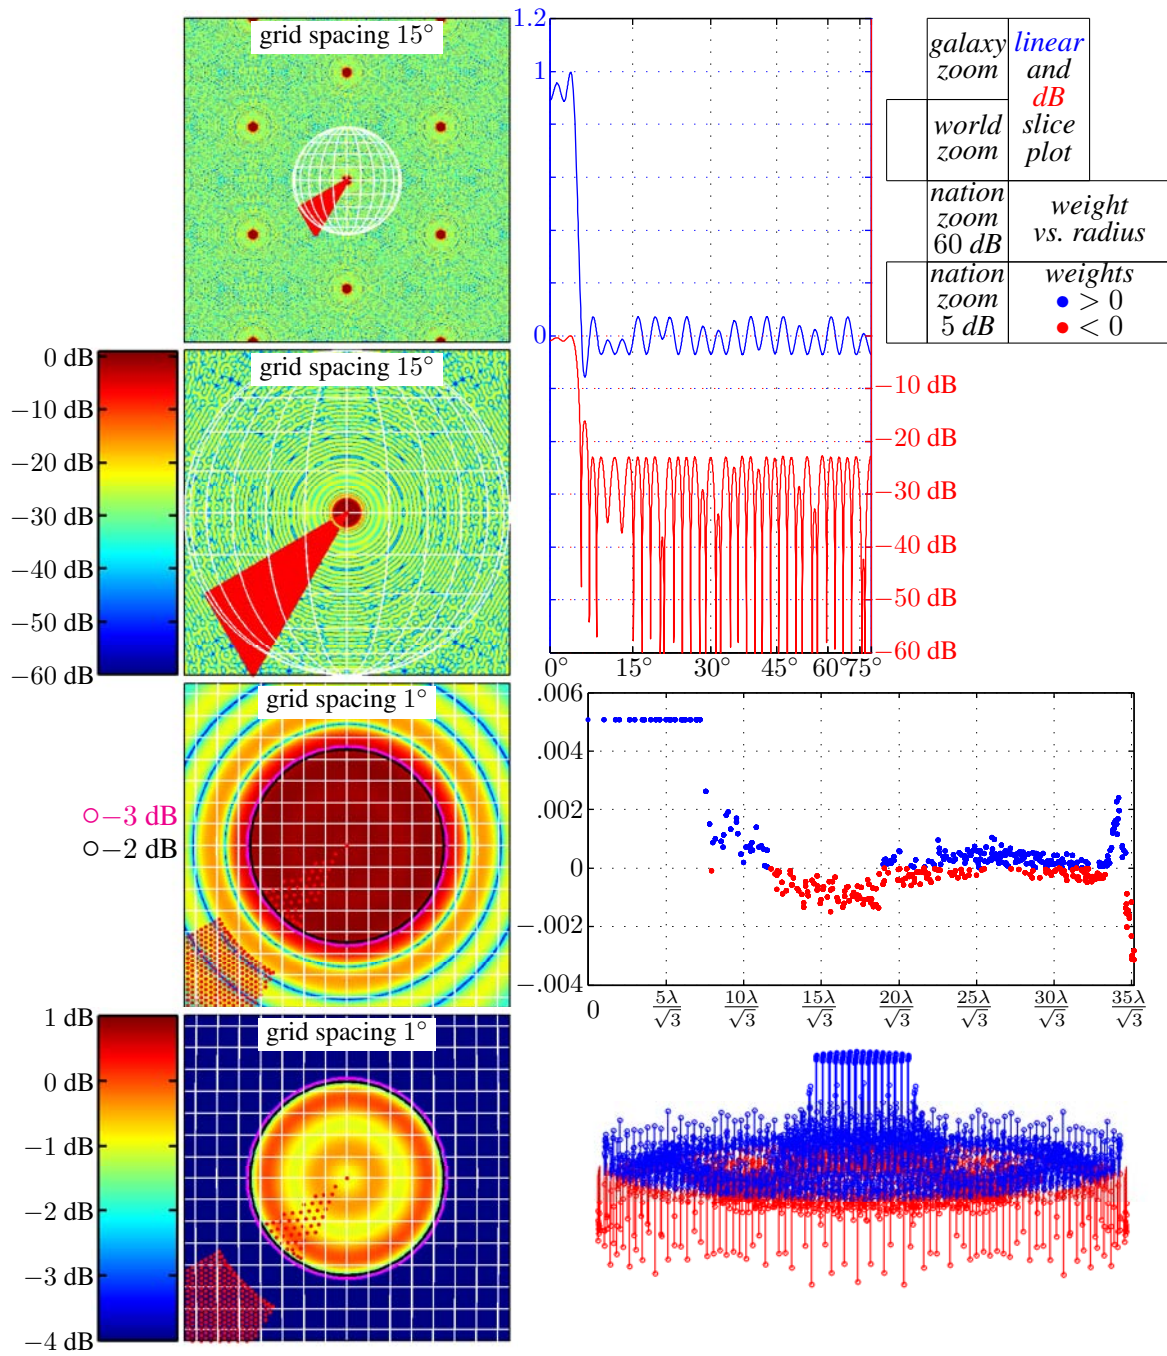 grid spacing 15°
0 dB
−10 dB
−20 dB
−30 dB
−40 dB
−50 dB
−60 dB
grid spacing 15°
−3 dB
−2 dB
grid spacing 1°
1 dB
0 dB
−1 dB
−2 dB
−3 dB
−4 dB
grid spacing 1°
1.2
1
0
−10 dB
−20 dB
−30 dB
−40 dB
−50 dB
−60 dB
0° 15° 30° 45° 60° 75°
galaxy zoom
linear and dB slice plot
world zoom
nation zoom 60 dB
weight vs. radius
nation zoom 5 dB
weights
> 0
< 0
.006
.004
.002
0
−.002
−.004
0 5λ/√3 10λ/√3 15λ/√3 20λ/√3 25λ/√3 30λ/√3 35λ/√3